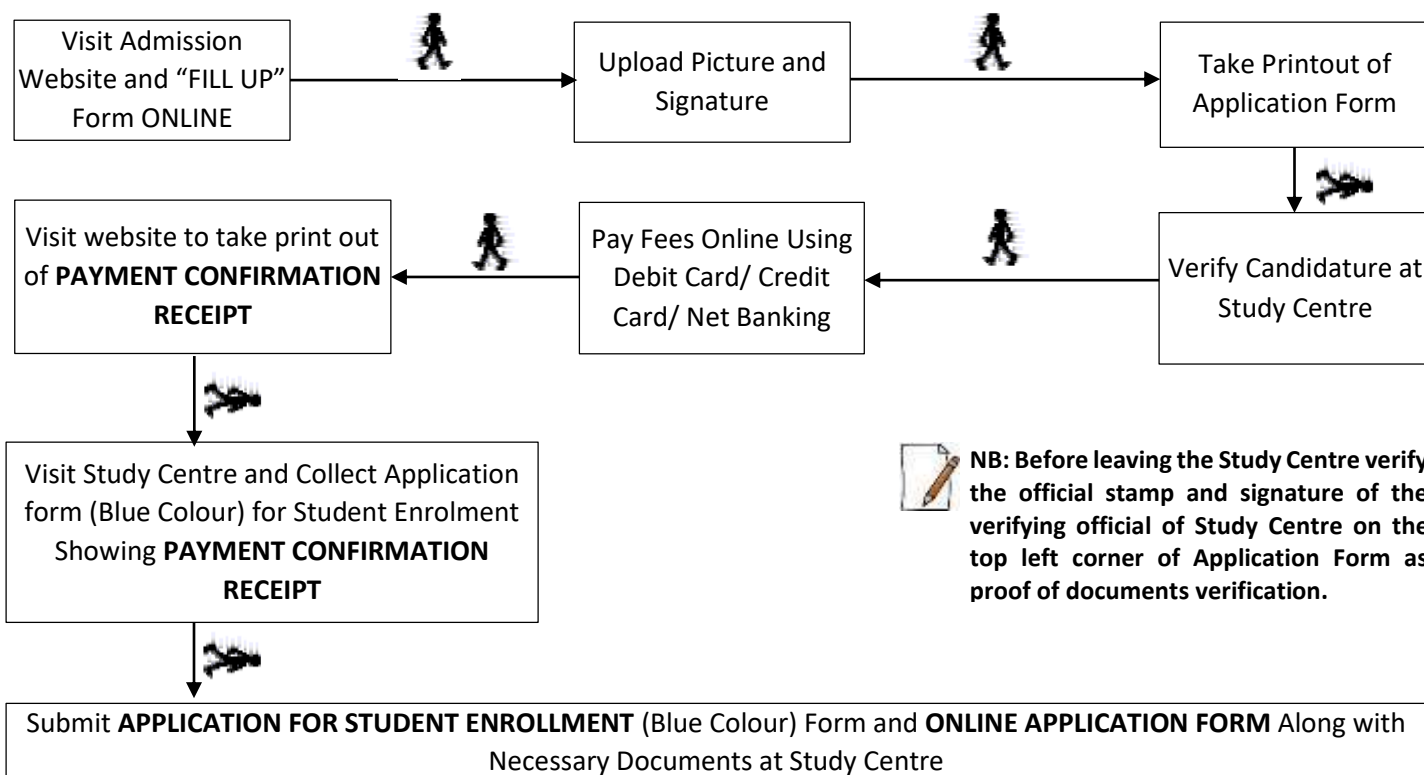 Visit Admission
Website and “FILL UP”
Form ONLINE
Upload Picture and
Signature
Take Printout of
Application Form
Verify Candidature at
Study Centre
Pay Fees Online Using
Debit Card/ Credit
Card/ Net Banking
Visit website to take print out
of PAYMENT CONFIRMATION
RECEIPT
Visit Study Centre and Collect Application
form (Blue Colour) for Student Enrolment
Showing PAYMENT CONFIRMATION
RECEIPT
NB: Before leaving the Study Centre verify
the official stamp and signature of the
verifying official of Study Centre on the
top left corner of Application Form as
proof of documents verification.
Submit APPLICATION FOR STUDENT ENROLLMENT (Blue Colour) Form and ONLINE APPLICATION FORM Along with
Necessary Documents at Study Centre